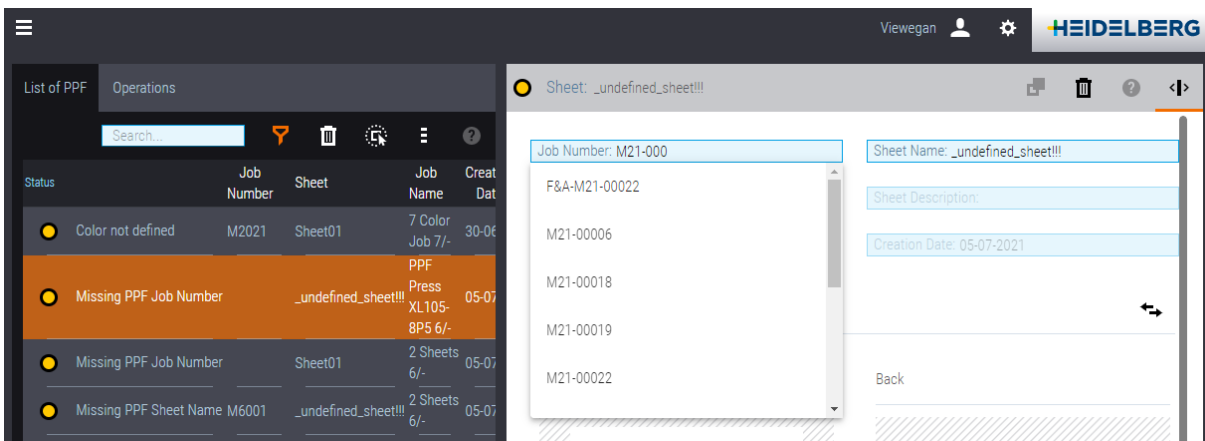 Viewegan
HEIDELBERG
List of PPF
Operations
Search...
Status
Job
Number
Sheet
Job
Name
Creat
Dat
Color not defined
M2021
Sheet01
7 Color
Job 7/-
30-06
Missing PPF Job Number
_undefined_sheet!!!
PPF
Press
XL105-
8P5 6/-
05-07
Missing PPF Job Number
Sheet01
2 Sheets
6/-
05-07
Missing PPF Sheet Name
M6001
_undefined_sheet!!!
2 Sheets
6/-
05-07
Sheet: _undefined_sheet!!!
Job Number: M21-000
F&A-M21-00022
M21-00006
M21-00018
M21-00019
M21-00022
Sheet Name: _undefined_sheet!!!
Sheet Description:
Creation Date: 05-07-2021
Back